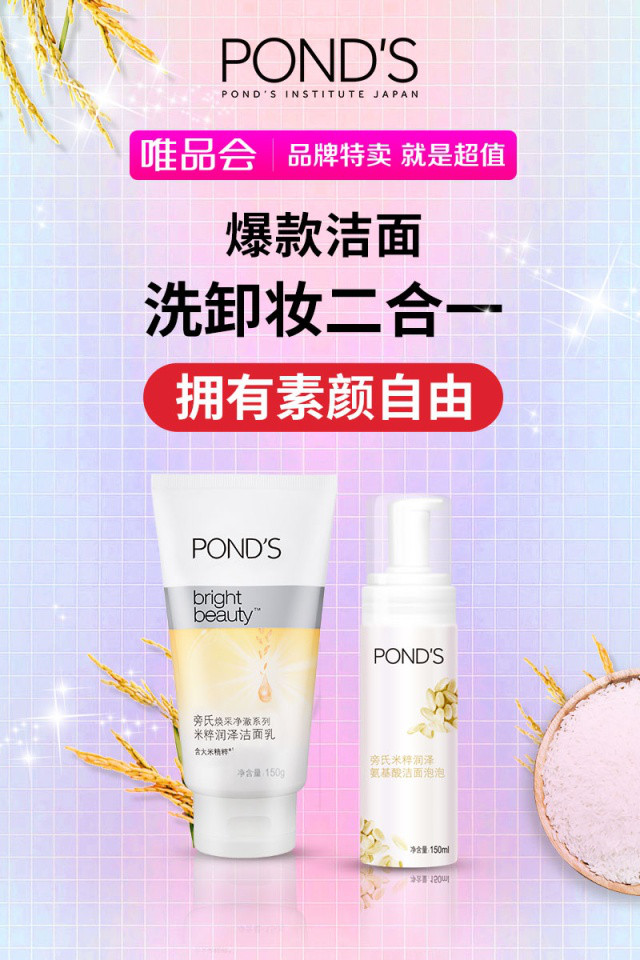 POND'S
POND'S INSTITUTE JAPAN
唯品会 | 品牌特卖 就是超值
爆款洁面
洗卸妆二合一
拥有素颜自由
POND'S
bright
beauty™
旁氏焕采净澈系列
米粹润泽洁面乳
含大米精粹*¹
净含量:150g
POND'S
旁氏米粹润泽
氨基酸洁面泡泡
净含量:150ml